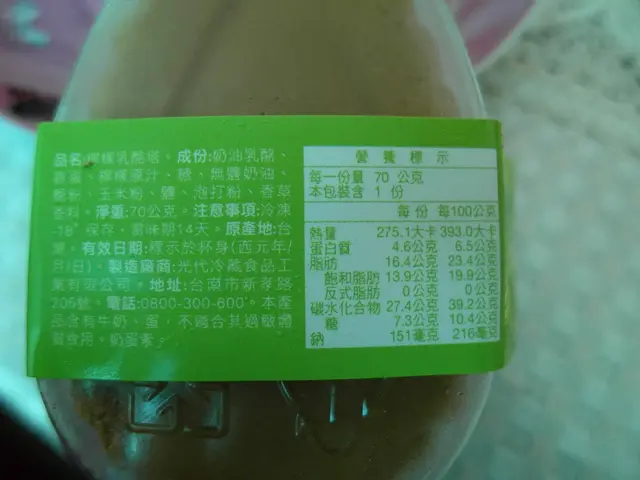 品名:檸檬乳酪塔、成份:奶油乳酪、
檸檬原汁、無鹽奶油、
玉米粉、鹽、泡打粉、香草
香料。淨重:70公克。注意事項:冷凍
-18°保存，賞味期14天。原產地:台
有效日期:標示於杯身(西元年/
月/日)。製造廠商:光代冷藏食品工
業有限公司。地址:台南市新孝路
206號。電話:0800-300-600。本產
品含有牛奶、蛋，不適合其過敏體
質食用。奶蛋素。
營養標示
每一份量 70 公克
本包裝含 1 份
每份 每100公克
熱量 275.1大卡 393.0大卡
蛋白質 4.6公克 6.5公克
脂肪 16.4公克 23.4公克
飽和脂肪 13.9公克 19.9公克
反式脂肪 0公克 0公克
碳水化合物 27.4公克 39.2公克
糖 7.3公克 10.4公克
鈉 151毫克 216毫克